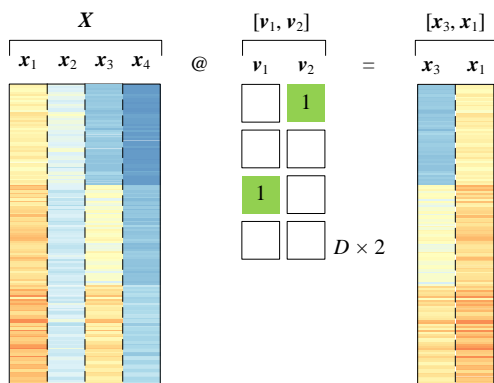 X [v₁, v₂] [x₃, x₁]
x₁ x₂ x₃ x₄ @ v₁ v₂ = x₃ x₁
1
1
D × 2